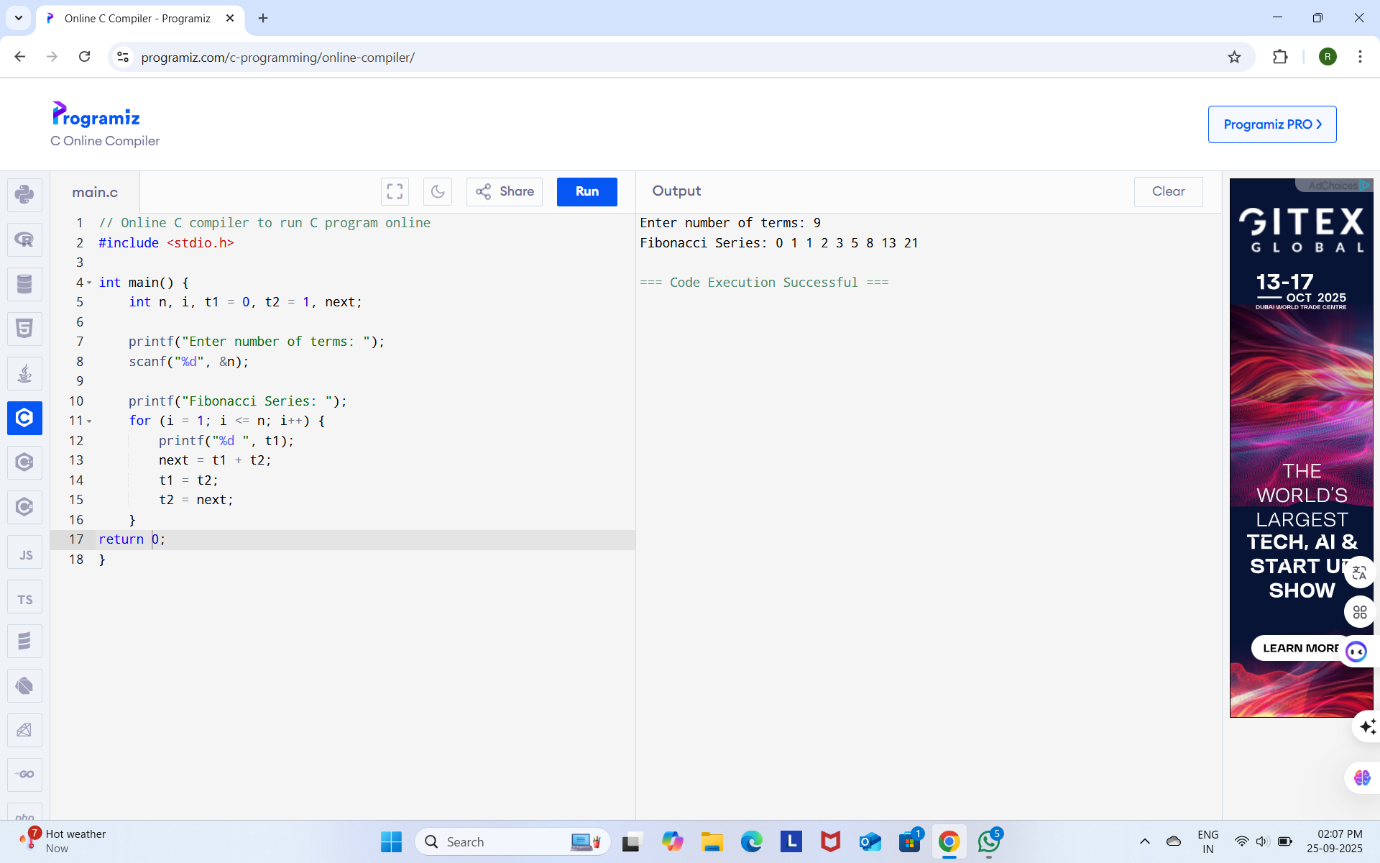 Online C Compiler - Programiz
programiz.com/c-programming/online-compiler/
R
Programiz
C Online Compiler
Programiz PRO
main.c
Share
Run
Output
Clear
1 // Online C compiler to run C program online
2 #include <stdio.h>
3
4 int main() {
5 int n, i, t1 = 0, t2 = 1, next;
6
7 printf("Enter number of terms: ");
8 scanf("%d", &n);
9
10 printf("Fibonacci Series: ");
11 for (i = 1; i <= n; i++) {
12 printf("%d ", t1);
13 next = t1 + t2;
14 t1 = t2;
15 t2 = next;
16 }
17 return 0;
18 }
Enter number of terms: 9
Fibonacci Series: 0 1 1 2 3 5 8 13 21
=== Code Execution Successful ===
JS
TS
GO
php
AdChoices
GITEX
GLOBAL
13-17
OCT 2025
DUBAI WORLD TRADE CENTRE
THE
WORLD'S
LARGEST
TECH, AI &
START U
SHOW
LEARN MORE
7
Hot weather
Now
Search
L
1
5
ENG
IN
02:07 PM
25-09-2025